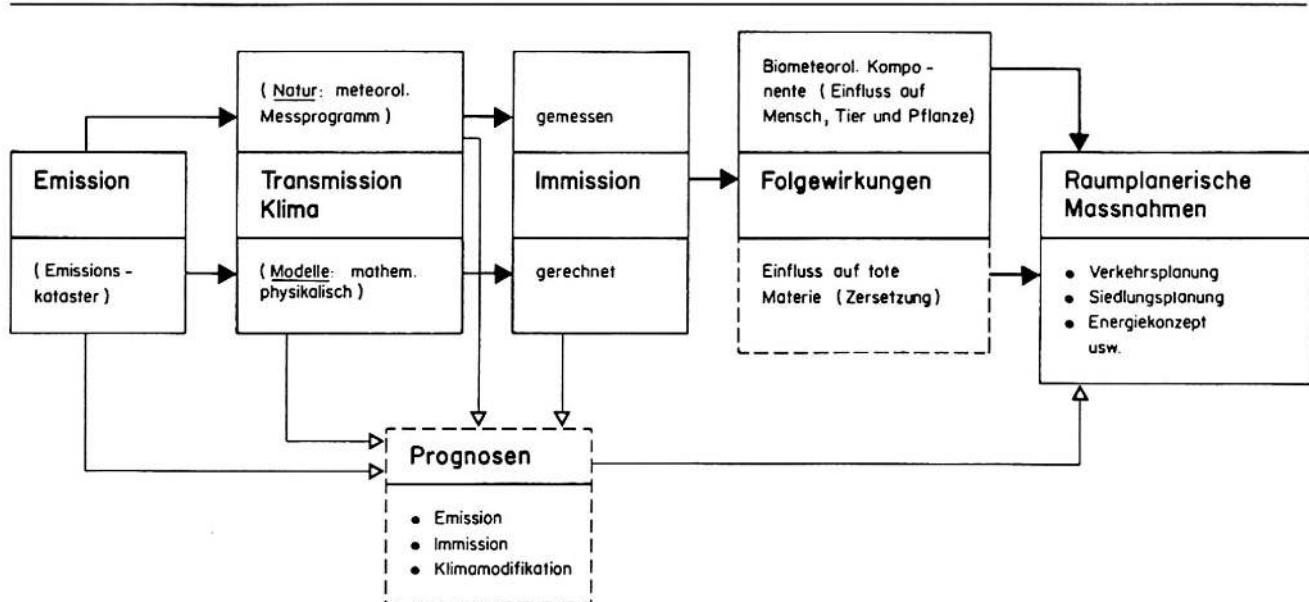 Emission
( Emissions -
kataster )
( Natur: meteorol.
Messprogramm )
Transmission
Klima
( Modelle: mathem.
physikalisch )
gemessen
Immission
gerechnet
Biometeorol. Kompo -
nente ( Einfluss auf
Mensch, Tier und Pflanze)
Folgewirkungen
Einfluss auf tote
Materie ( Zersetzung )
Raumplanerische
Massnahmen
• Verkehrsplanung
• Siedlungsplanung
• Energiekonzept
usw.
Prognosen
• Emission
• Immission
• Klimamodifikation